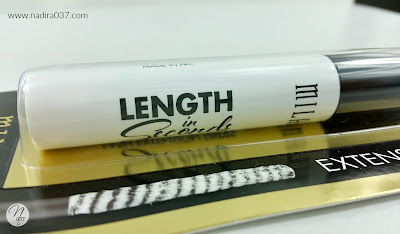 www.nadira037.com
LENGTH
in
Seconds
MILANI
EXTENS